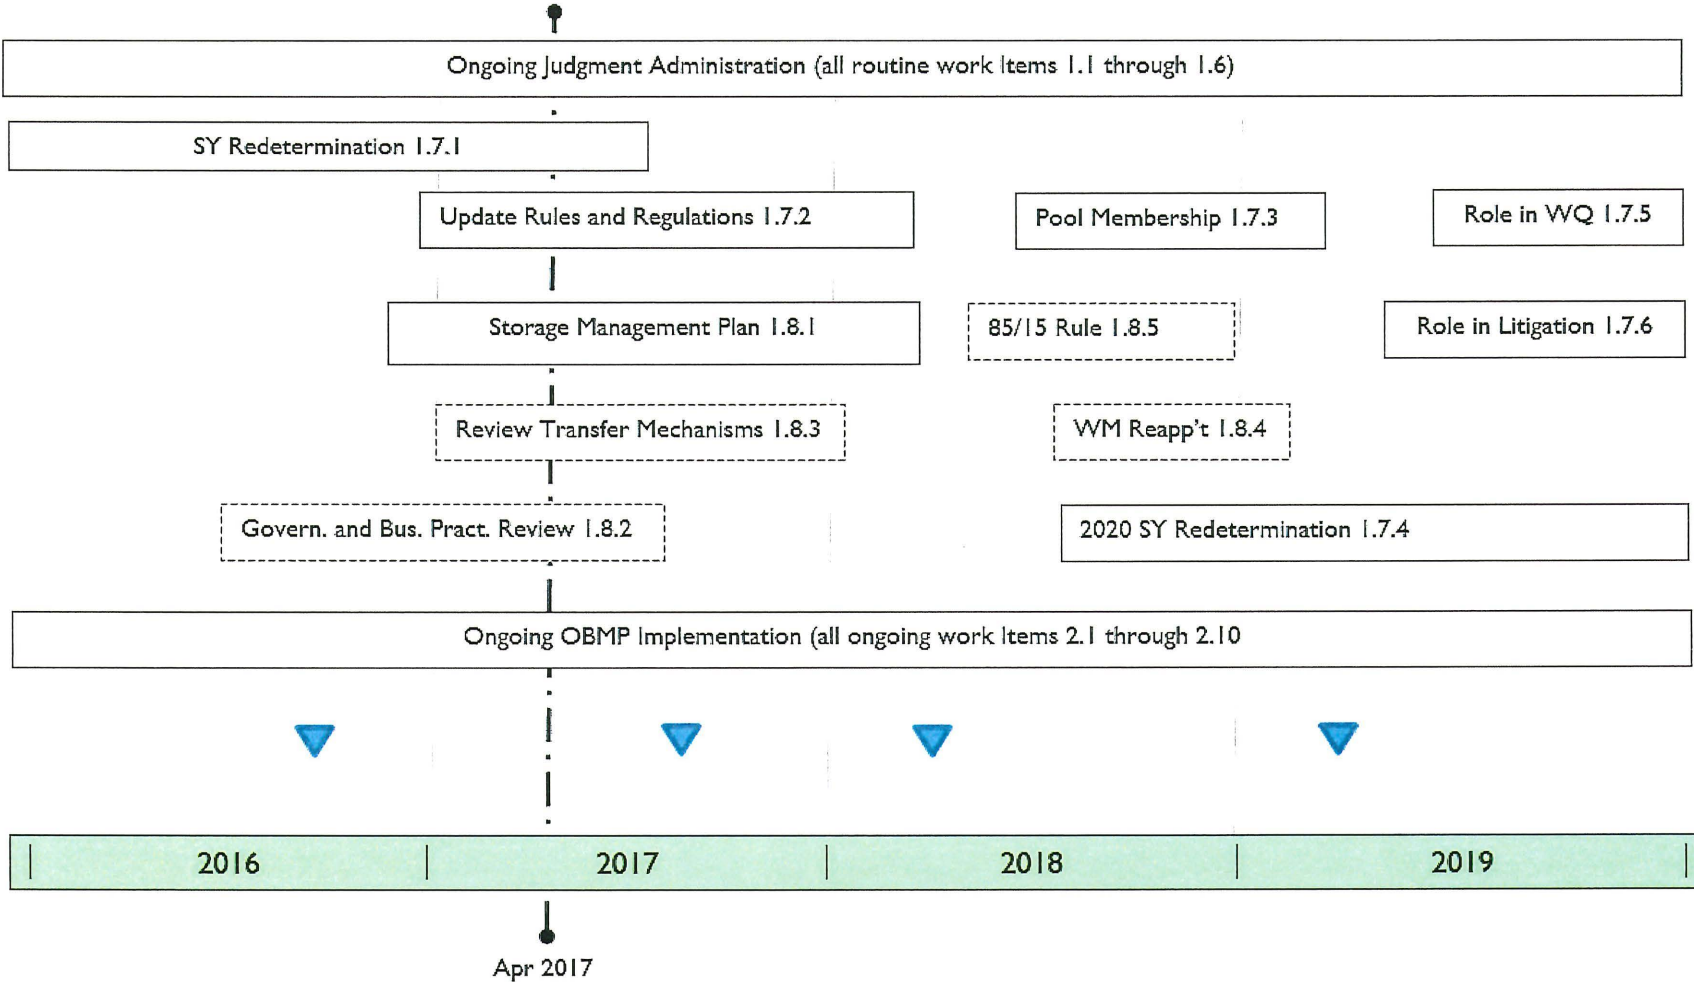 Ongoing Judgment Administration (all routine work Items 1.1 through 1.6)
SY Redetermination 1.7.1
Update Rules and Regulations 1.7.2
Pool Membership 1.7.3
Role in WQ 1.7.5
Storage Management Plan 1.8.1
85/15 Rule 1.8.5
Role in Litigation 1.7.6
Review Transfer Mechanisms 1.8.3
WM Reapp't 1.8.4
Govern. and Bus. Pract. Review 1.8.2
2020 SY Redetermination 1.7.4
Ongoing OBMP Implementation (all ongoing work Items 2.1 through 2.10
2016
2017
2018
2019
Apr 2017